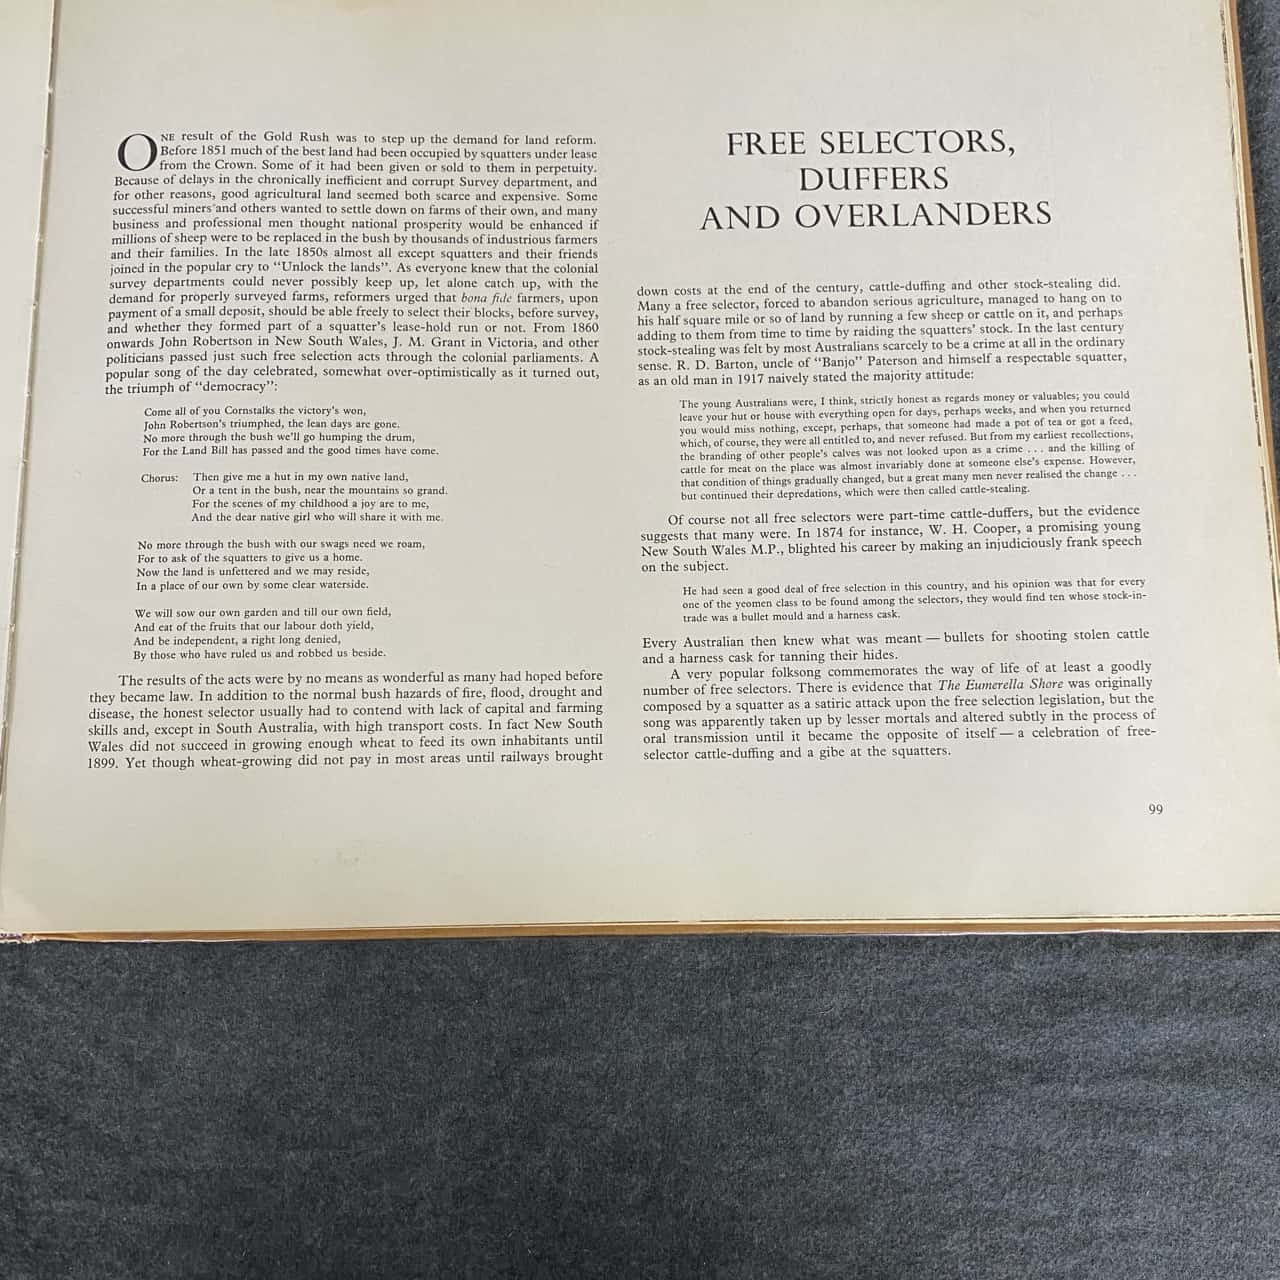 FREE SELECTORS,
DUFFERS
AND OVERLANDERS
ONE result of the Gold Rush was to step up the demand for land reform.
Before 1851 much of the best land had been occupied by squatters under lease
from the Crown. Some of it had been given or sold to them in perpetuity.
Because of delays in the chronically inefficient and corrupt Survey department, and
for other reasons, good agricultural land seemed both scarce and expensive. Some
successful miners and others wanted to settle down on farms of their own, and many
business and professional men thought national prosperity would be enhanced if
millions of sheep were to be replaced in the bush by thousands of industrious farmers
and their families. In the late 1850s almost all except squatters and their friends
joined in the popular cry to "Unlock the lands". As everyone knew that the colonial
survey departments could never possibly keep up, let alone catch up, with the
demand for properly surveyed farms, reformers urged that bona fide farmers, upon
payment of a small deposit, should be able freely to select their blocks, before survey,
and whether they formed part of a squatter's lease-hold run or not. From 1860
onwards John Robertson in New South Wales, J. M. Grant in Victoria, and other
politicians passed just such free selection acts through the colonial parliaments. A
popular song of the day celebrated, somewhat over-optimistically as it turned out,
the triumph of "democracy":
Come all of you Cornstalks the victory's won,
John Robertson's triumphed, the lean days are gone.
No more through the bush we'll go humping the drum,
For the Land Bill has passed and the good times have come.
Chorus: Then give me a hut in my own native land,
Or a tent in the bush, near the mountains so grand.
For the scenes of my childhood a joy are to me,
And the dear native girl who will share it with me.
No more through the bush with our swags need we roam,
For to ask of the squatters to give us a home.
Now the land is unfettered and we may reside,
In a place of our own by some clear waterside.
We will sow our own garden and till our own field,
And eat of the fruits that our labour doth yield,
And be independent, a right long denied,
By those who have ruled us and robbed us beside.
The results of the acts were by no means as wonderful as many had hoped before
they became law. In addition to the normal bush hazards of fire, flood, drought and
disease, the honest selector usually had to contend with lack of capital and farming
skills and, except in South Australia, with high transport costs. In fact New South
Wales did not succeed in growing enough wheat to feed its own inhabitants until
1899. Yet though wheat-growing did not pay in most areas until railways brought
down costs at the end of the century, cattle-duffing and other stock-stealing did.
Many a free selector, forced to abandon serious agriculture, managed to hang on to
his half square mile or so of land by running a few sheep or cattle on it, and perhaps
adding to them from time to time by raiding the squatters' stock. In the last century
stock-stealing was felt by most Australians scarcely to be a crime at all in the ordinary
sense. R. D. Barton, uncle of "Banjo" Paterson and himself a respectable squatter,
as an old man in 1917 naively stated the majority attitude:
The young Australians were, I think, strictly honest as regards money or valuables; you could
leave your hut or house with everything open for days, perhaps weeks, and when you returned
you would miss nothing, except, perhaps, that someone had made a pot of tea or got a feed,
which, of course, they were all entitled to, and never refused. But from my earliest recollections,
the branding of other people's calves was not looked upon as a crime . . . and the killing of
cattle for meat on the place was almost invariably done at someone else's expense. However,
that condition of things gradually changed, but a great many men never realised the change . . .
but continued their depredations, which were then called cattle-stealing.
Of course not all free selectors were part-time cattle-duffers, but the evidence
suggests that many were. In 1874 for instance, W. H. Cooper, a promising young
New South Wales M.P., blighted his career by making an injudiciously frank speech
on the subject.
He had seen a good deal of free selection in this country, and his opinion was that for every
one of the yeomen class to be found among the selectors, they would find ten whose stock-in-
trade was a bullet mould and a harness cask.
Every Australian then knew what was meant — bullets for shooting stolen cattle
and a harness cask for tanning their hides.
A very popular folksong commemorates the way of life of at least a goodly
number of free selectors. There is evidence that The Eumerella Shore was originally
composed by a squatter as a satiric attack upon the free selection legislation, but the
song was apparently taken up by lesser mortals and altered subtly in the process of
oral transmission until it became the opposite of itself — a celebration of free-
selector cattle-duffing and a gibe at the squatters.
99